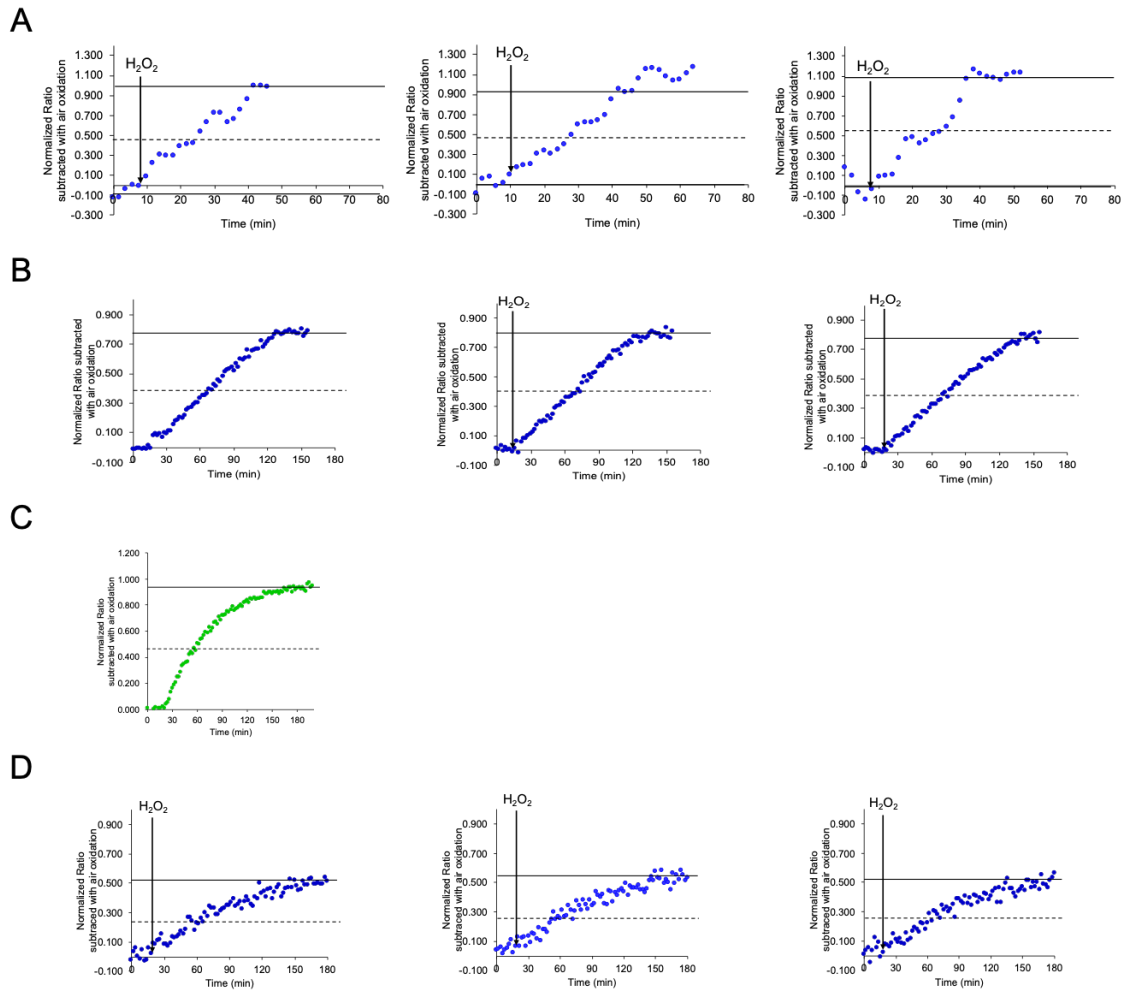 A
Normalized Ratio
subtracted with air oxidation
1.300
1.100
0.900
0.700
0.500
0.300
0.100
-0.100
-0.300
H2O2
0 10 20 30 40 50 60 70 80
Time (min)
Normalized Ratio
subtracted with air oxidation
1.300
1.100
0.900
0.700
0.500
0.300
0.100
-0.100
-0.300
H2O2
0 10 20 30 40 50 60 70 80
Time (min)
Normalized Ratio
subtracted with air oxidation
1.300
1.100
0.900
0.700
0.500
0.300
0.100
-0.100
-0.300
H2O2
0 10 20 30 40 50 60 70 80
Time (min)
B
Normalized Ratio subtracted
with air oxidation
0.900
0.700
0.500
0.300
0.100
-0.100
0 30 60 90 120 150 180
Time (min)
H2O2
Normalized Ratio subtracted
with air oxidation
0.900
0.700
0.500
0.300
0.100
-0.100
0 30 60 90 120 150 180
Time (min)
H2O2
Normalized Ratio subtracted
with air oxidation
0.900
0.700
0.500
0.300
0.100
-0.100
0 30 60 90 120 150 180
Time (min)
C
Normalized Ratio
subtracted with air oxidation
1.200
1.000
0.800
0.600
0.400
0.200
0.000
0 30 60 90 120 150 180
Time (min)
D
H2O2
Normalized Ratio
subtraced with air oxidation
0.900
0.700
0.500
0.300
0.100
-0.100
0 30 60 90 120 150 180
Time (min)
H2O2
Normalized Ratio
subtraced with air oxidation
0.900
0.700
0.500
0.300
0.100
-0.100
0 30 60 90 120 150 180
Time (min)
H2O2
Normalized Ratio
subtraced with air oxidation
0.900
0.700
0.500
0.300
0.100
-0.100
0 30 60 90 120 150 180
Time (min)